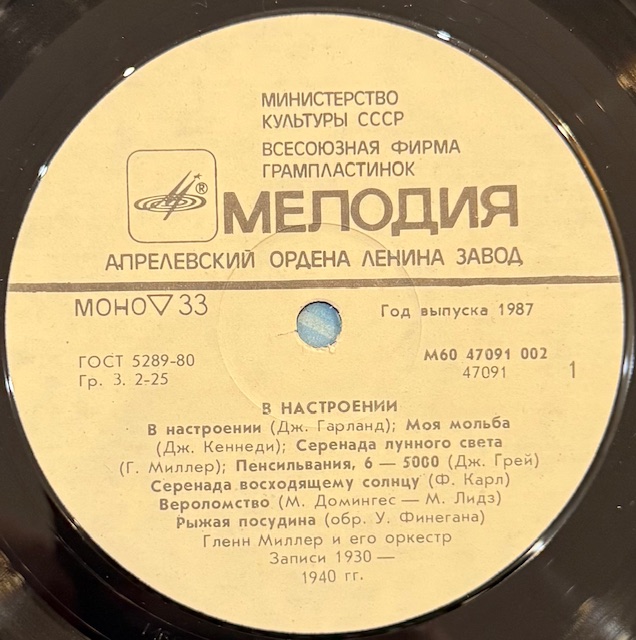 МИНИСТЕРСТВО
КУЛЬТУРЫ СССР
ВСЕСОЮЗНАЯ ФИРМА
ГРАМПЛАСТИНОК
®
МЕЛОДИЯ
АПРЕЛЕВСКИЙ ОРДЕНА ЛЕНИНА ЗАВОД
МОНО▽33
Год выпуска 1987
ГОСТ 5289-80
Гр. 3. 2-25
М60 47091 002
47091
1
В НАСТРОЕНИИ
В настроении (Дж. Гарланд); Моя мольба
(Дж. Кеннеди); Серенада лунного света
(Г. Миллер); Пенсильвания, 6 — 5000 (Дж. Грей)
Серенада восходящему солнцу (Ф. Карл)
Вероломство (М. Домингес — М. Лидз)
Рыжая посудина (обр. У. Финегана)
Гленн Миллер и его оркестр
Записи 1930 —
1940 гг.